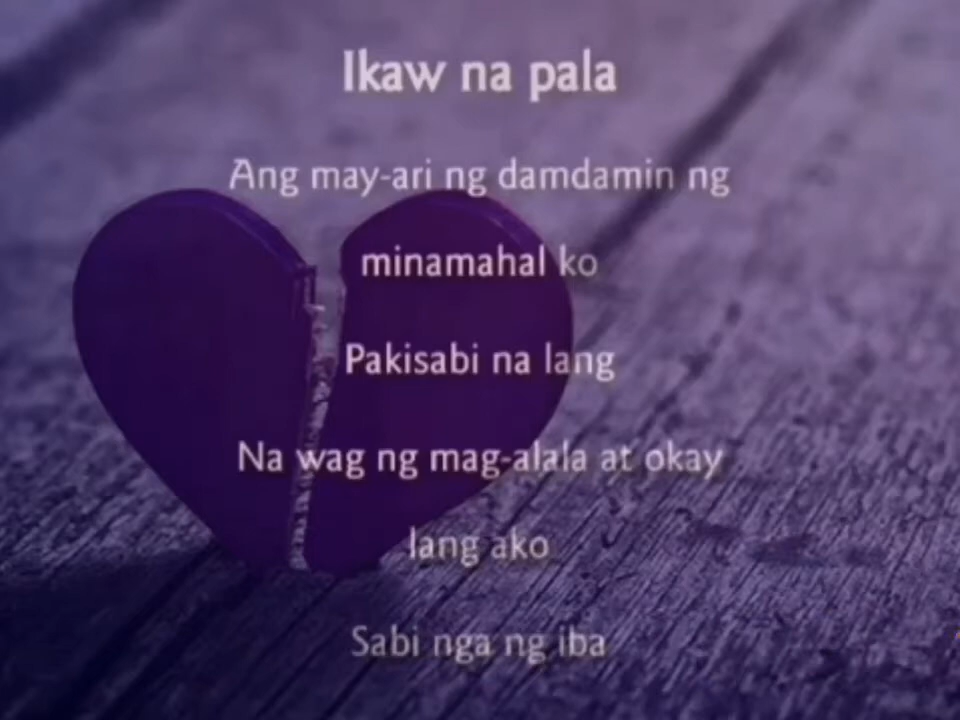 Ikaw na pala
Ang may-ari ng damdamin ng
minamahal ko
Pakisabi na lang
Na wag ng mag-alala at okay
lang ako
Sabi nga ng iba